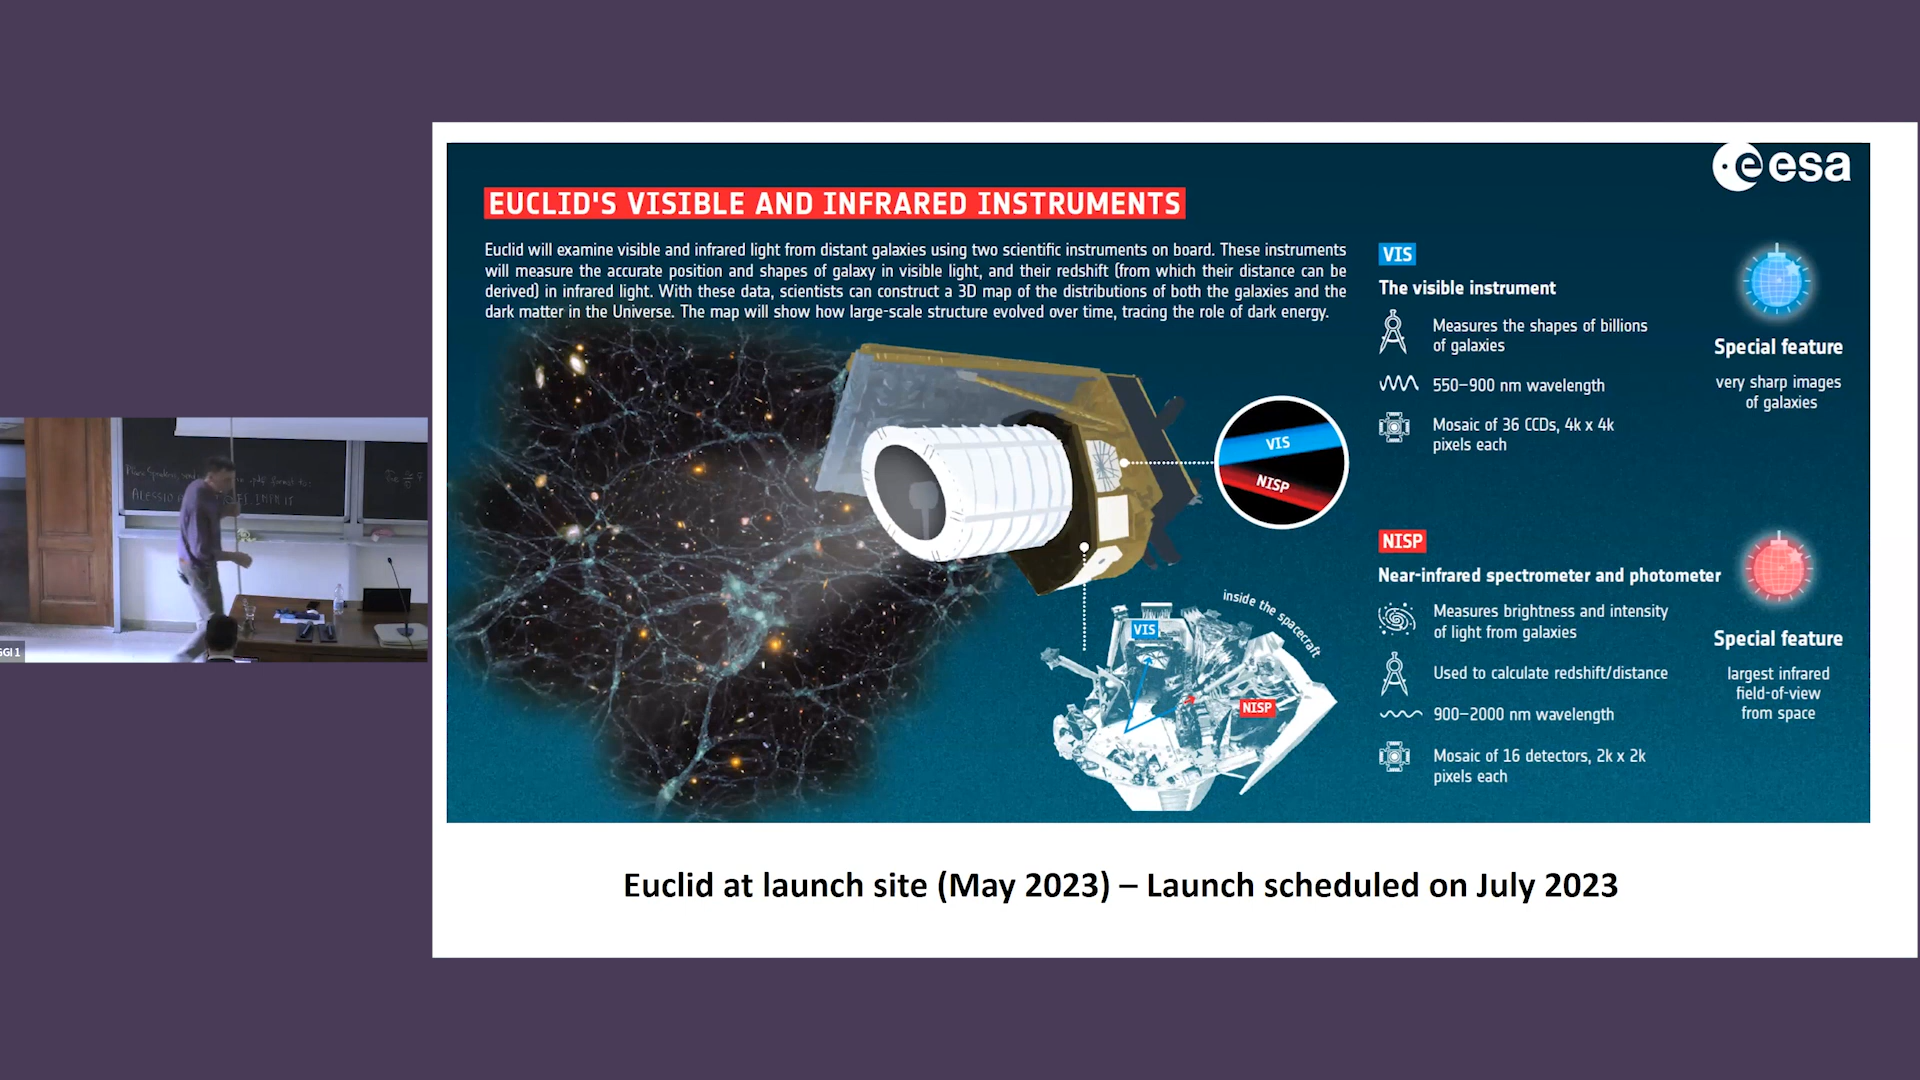 esa
EUCLID'S VISIBLE AND INFRARED INSTRUMENTS
Euclid will examine visible and infrared light from distant galaxies using two scientific instruments on board. These instruments
will measure the accurate position and shapes of galaxy in visible light, and their redshift (from which their distance can be
derived) in infrared light. With these data, scientists can construct a 3D map of the distributions of both the galaxies and the
dark matter in the Universe. The map will show how large-scale structure evolved over time, tracing the role of dark energy.
VIS
The visible instrument
Measures the shapes of billions
of galaxies
550–900 nm wavelength
Mosaic of 36 CCDs, 4k x 4k
pixels each
Special feature
very sharp images
of galaxies
VIS
NISP
inside the spacecraft
VIS
NISP
NISP
Near-infrared spectrometer and photometer
Measures brightness and intensity
of light from galaxies
Used to calculate redshift/distance
900–2000 nm wavelength
Mosaic of 16 detectors, 2k x 2k
pixels each
Special feature
largest infrared
field-of-view
from space
Euclid at launch site (May 2023) – Launch scheduled on July 2023
GGI 1